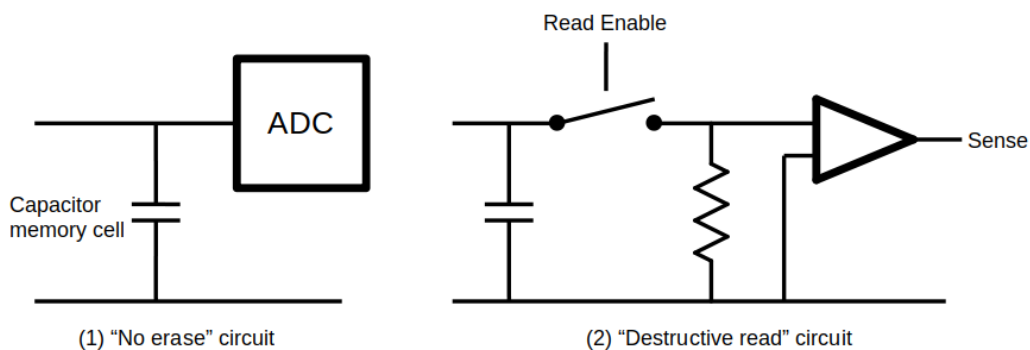 Read Enable
ADC
Sense
Capacitor
memory cell
(1) “No erase” circuit
(2) “Destructive read” circuit